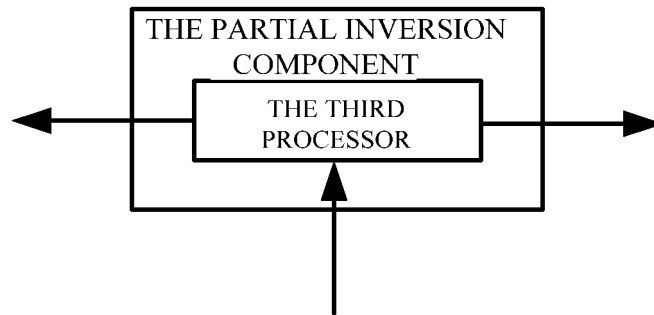 THE PARTIAL INVERSION
COMPONENT
THE THIRD
PROCESSOR